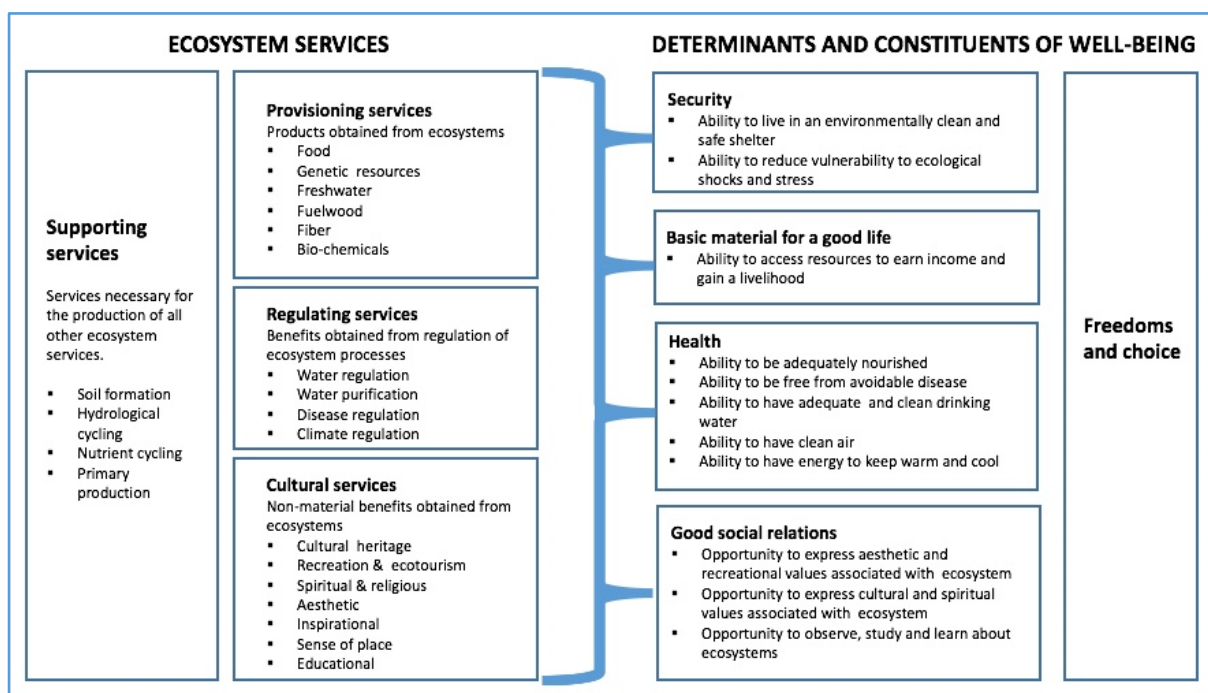 ECOSYSTEM SERVICES
Supporting
services
Services necessary for
the production of all
other ecosystem
services.
▪ Soil formation
▪ Hydrological
cycling
▪ Nutrient cycling
▪ Primary
production
Provisioning services
Products obtained from ecosystems
▪ Food
▪ Genetic resources
▪ Freshwater
▪ Fuelwood
▪ Fiber
▪ Bio-chemicals
Regulating services
Benefits obtained from regulation of
ecosystem processes
▪ Water regulation
▪ Water purification
▪ Disease regulation
▪ Climate regulation
Cultural services
Non-material benefits obtained from
ecosystems
▪ Cultural heritage
▪ Recreation & ecotourism
▪ Spiritual & religious
▪ Aesthetic
▪ Inspirational
▪ Sense of place
▪ Educational
DETERMINANTS AND CONSTITUENTS OF WELL-BEING
Security
▪ Ability to live in an environmentally clean and
safe shelter
▪ Ability to reduce vulnerability to ecological
shocks and stress
Basic material for a good life
▪ Ability to access resources to earn income and
gain a livelihood
Health
▪ Ability to be adequately nourished
▪ Ability to be free from avoidable disease
▪ Ability to have adequate and clean drinking
water
▪ Ability to have clean air
▪ Ability to have energy to keep warm and cool
Good social relations
▪ Opportunity to express aesthetic and
recreational values associated with ecosystem
▪ Opportunity to express cultural and spiritual
values associated with ecosystem
▪ Opportunity to observe, study and learn about
ecosystems
Freedoms
and choice